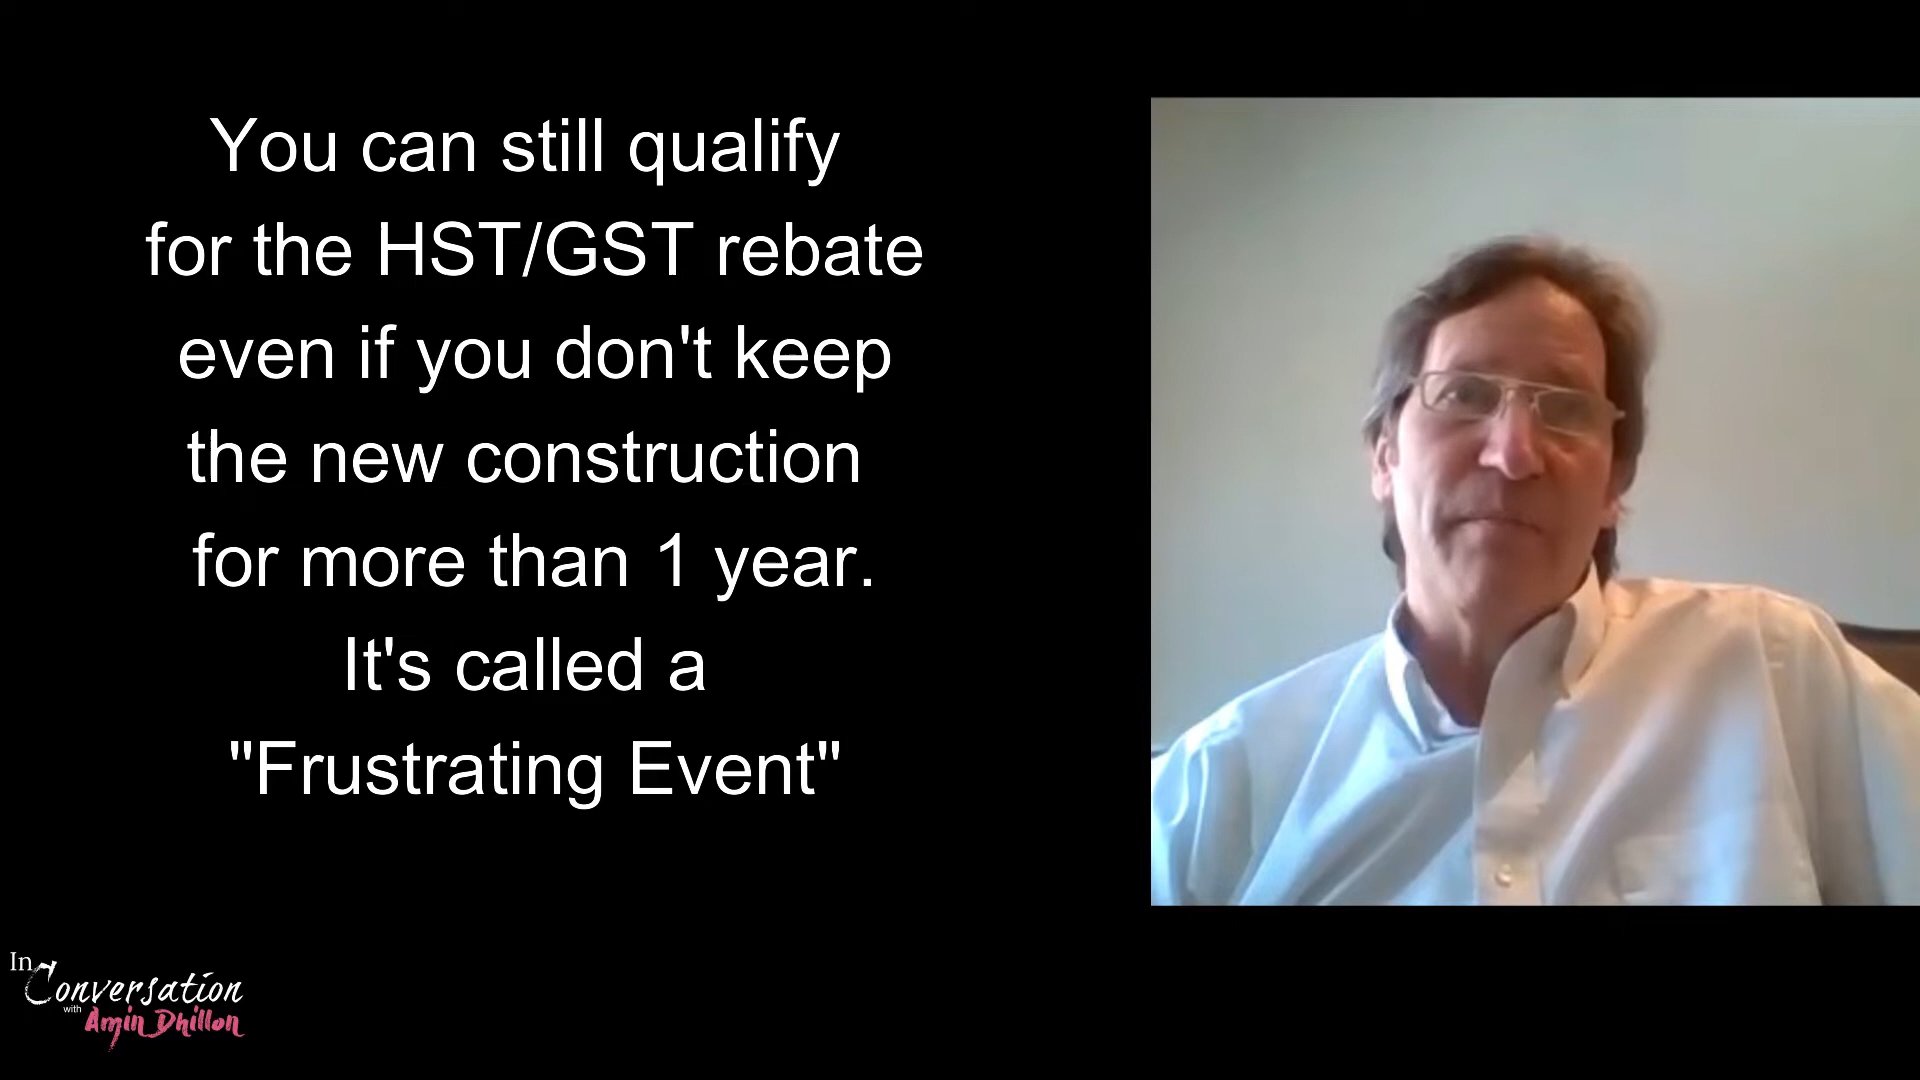 You can still qualify
for the HST/GST rebate
even if you don't keep
the new construction
for more than 1 year.
It's called a
"Frustrating Event"
In
Conversation
with
Amin Dhillon